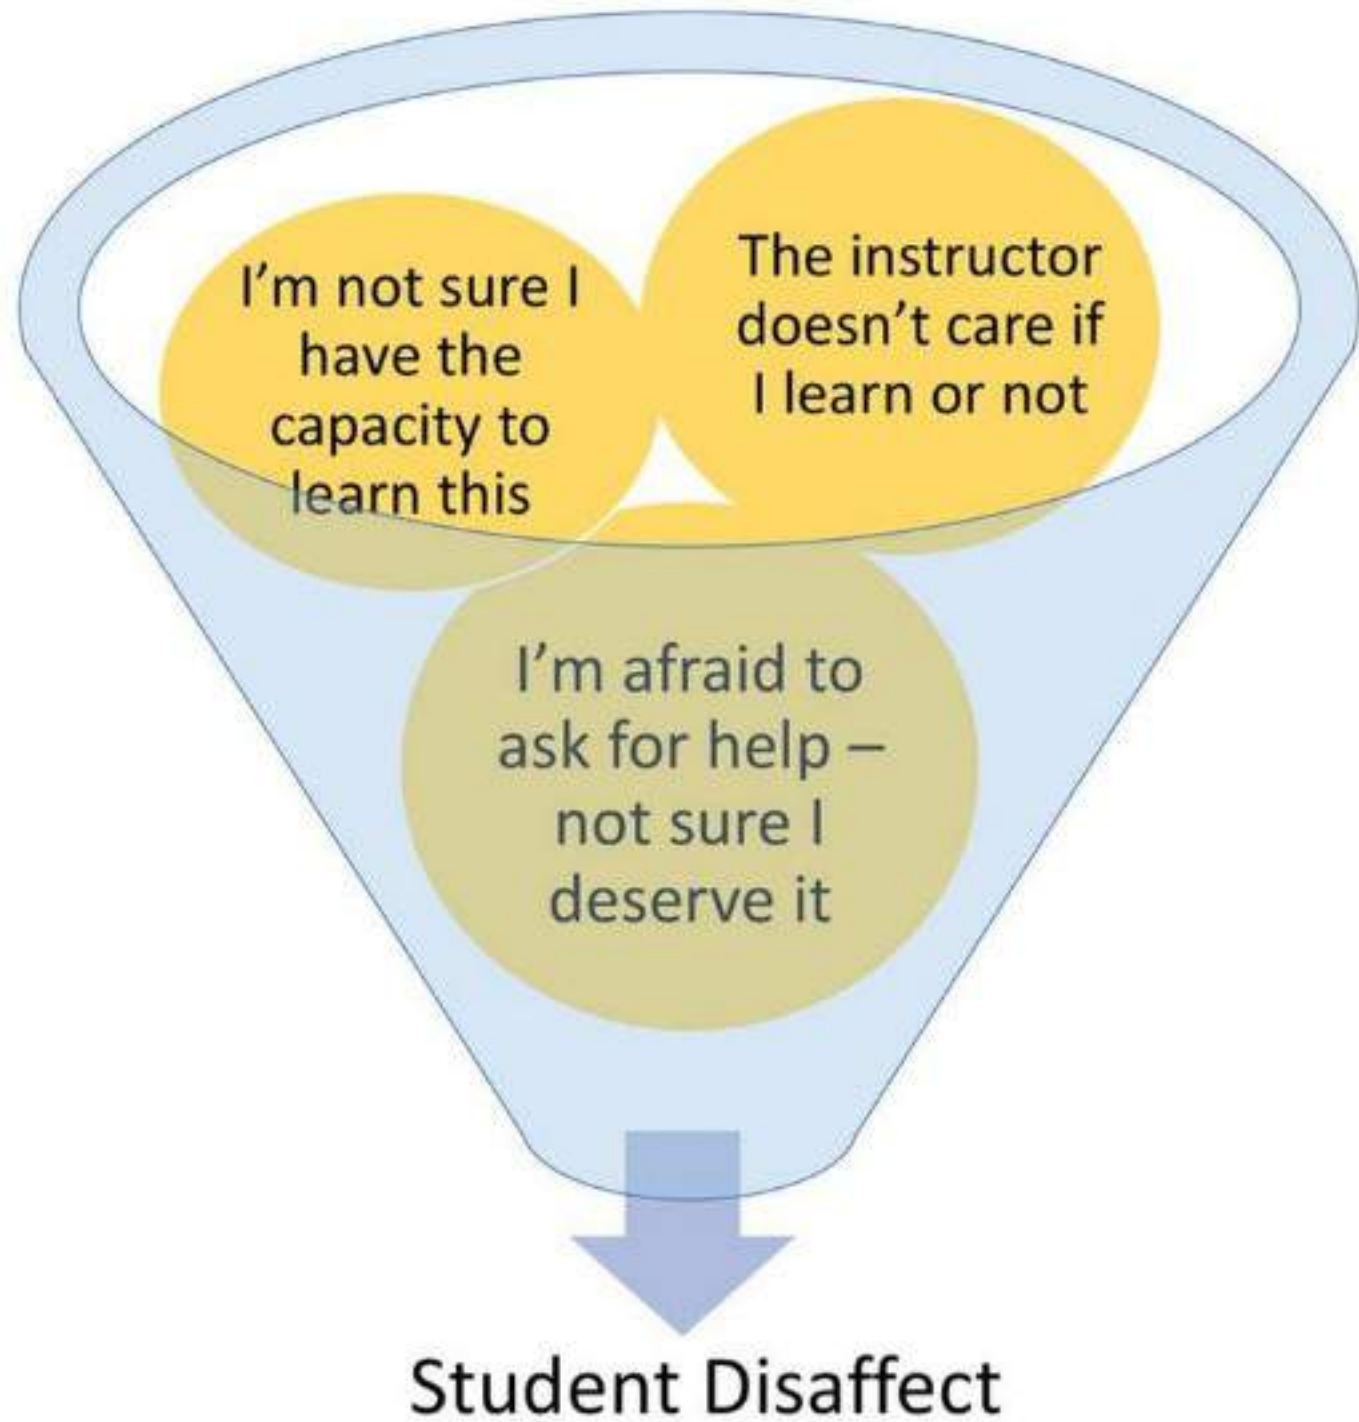 I'm not sure I
have the
capacity to
learn this
The instructor
doesn't care if
I learn or not
I'm afraid to
ask for help –
not sure I
deserve it
Student Disaffect